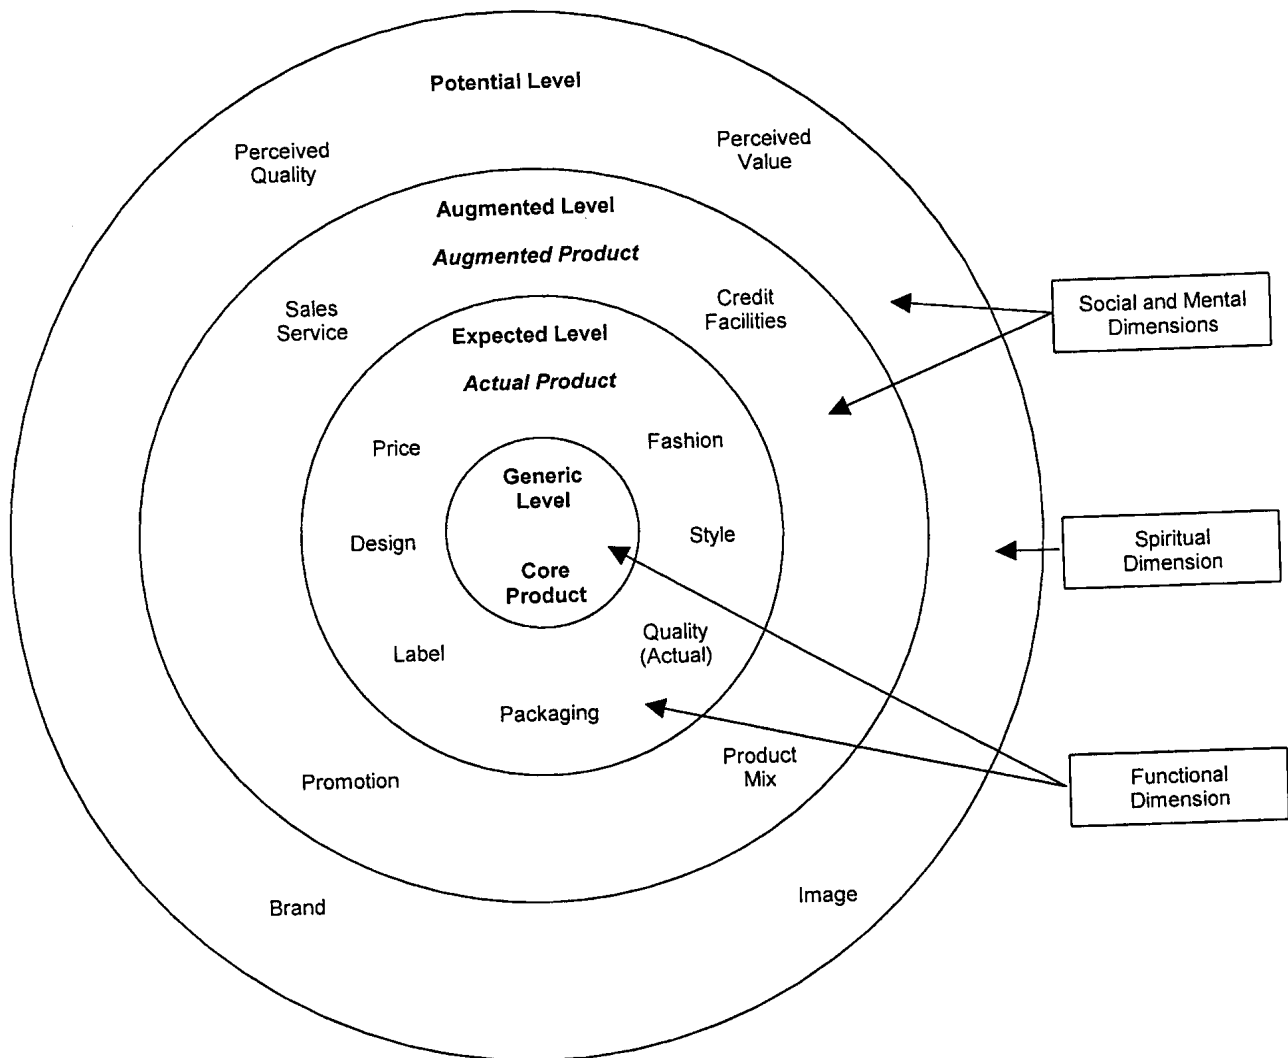 Potential Level
Perceived
Quality
Perceived
Value
Augmented Level
Augmented Product
Sales
Service
Credit
Facilities
Expected Level
Actual Product
Price
Fashion
Generic
Level
Design
Style
Core
Product
Label
Quality
(Actual)
Packaging
Promotion
Product
Mix
Brand
Image
Social and Mental
Dimensions
Spiritual
Dimension
Functional
Dimension